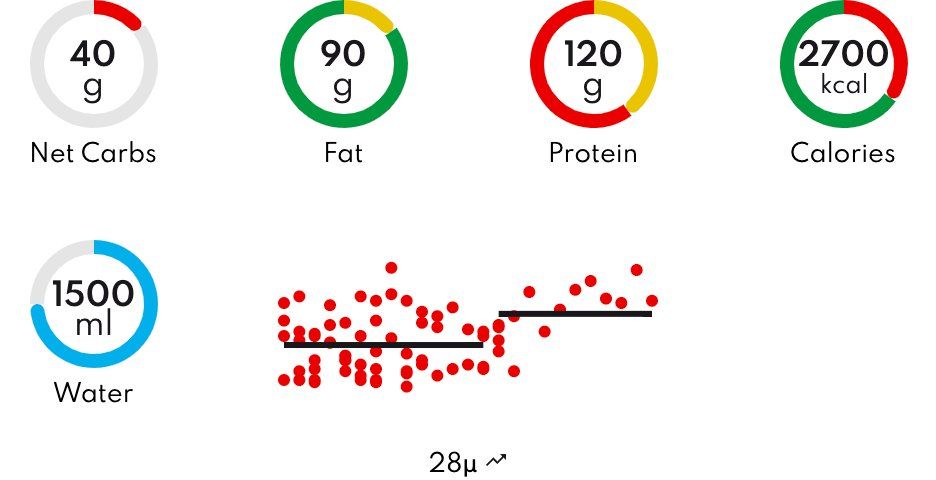 40
g
Net Carbs
90
g
Fat
120
g
Protein
2700
kcal
Calories
1500
ml
Water
28µ